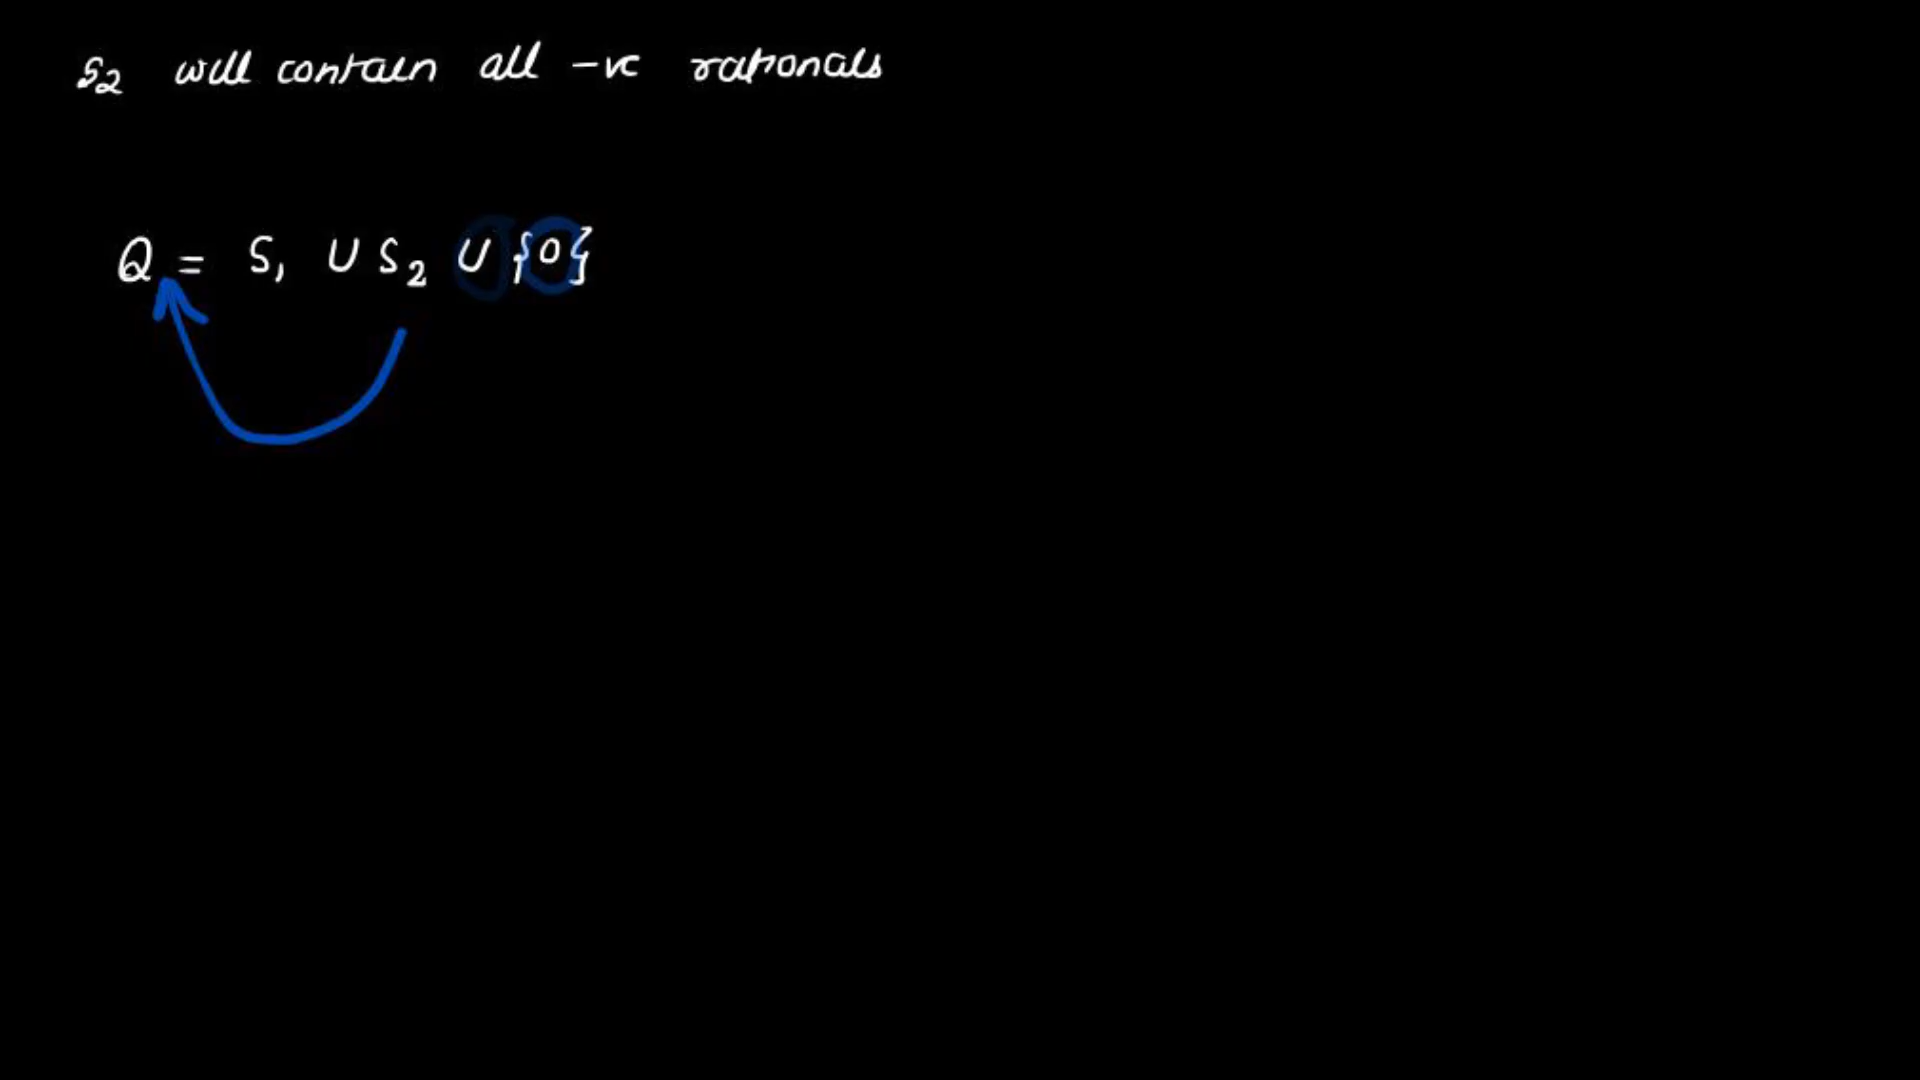 S₂ will contain all -ve rationals
Q = S₁ ∪ S₂ ∪ {0}